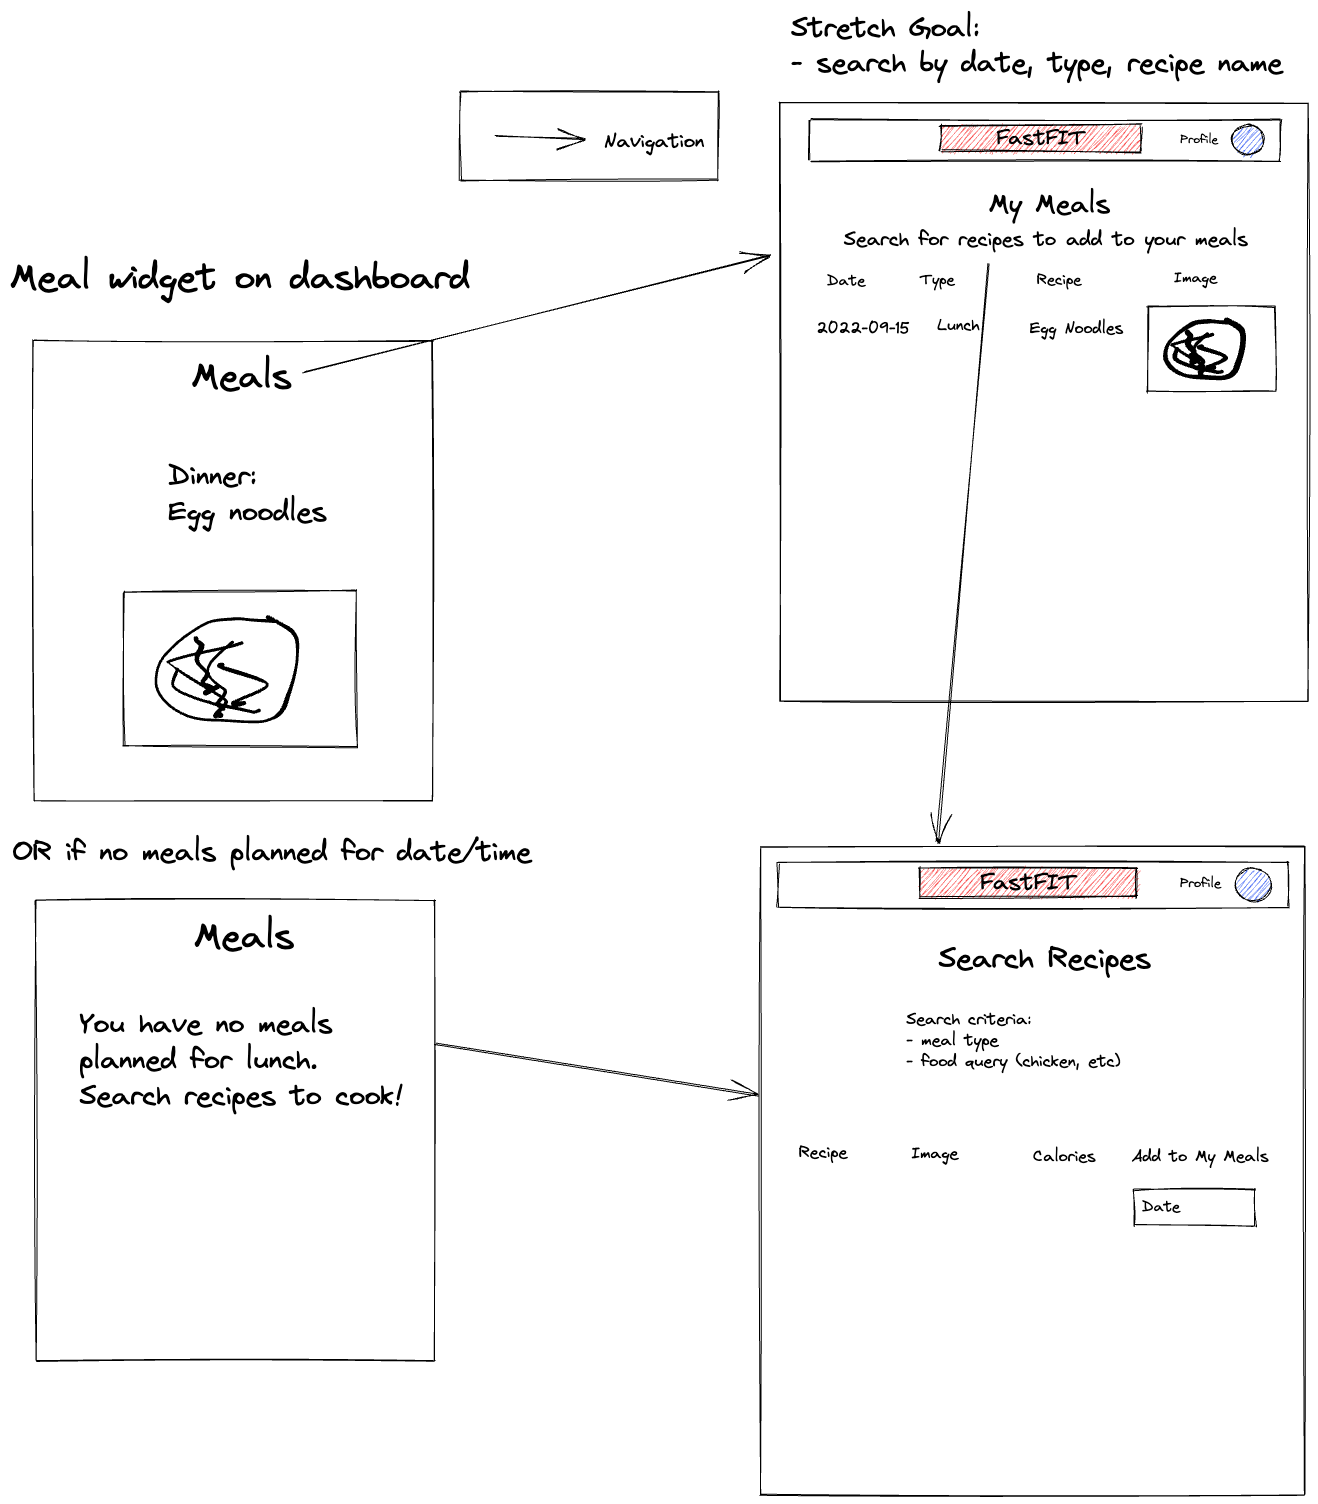 Stretch Goal:
- search by date, type, recipe name
Navigation
FastFIT
Profile
My Meals
Search for recipes to add to your meals
Date Type Recipe Image
2022-09-15 Lunch Egg Noodles
Meal widget on dashboard
Meals
Dinner:
Egg noodles
OR if no meals planned for date/time
Meals
You have no meals
planned for lunch.
Search recipes to cook!
FastFIT
Profile
Search Recipes
Search criteria:
- meal type
- food query (chicken, etc)
Recipe Image Calories Add to My Meals
Date